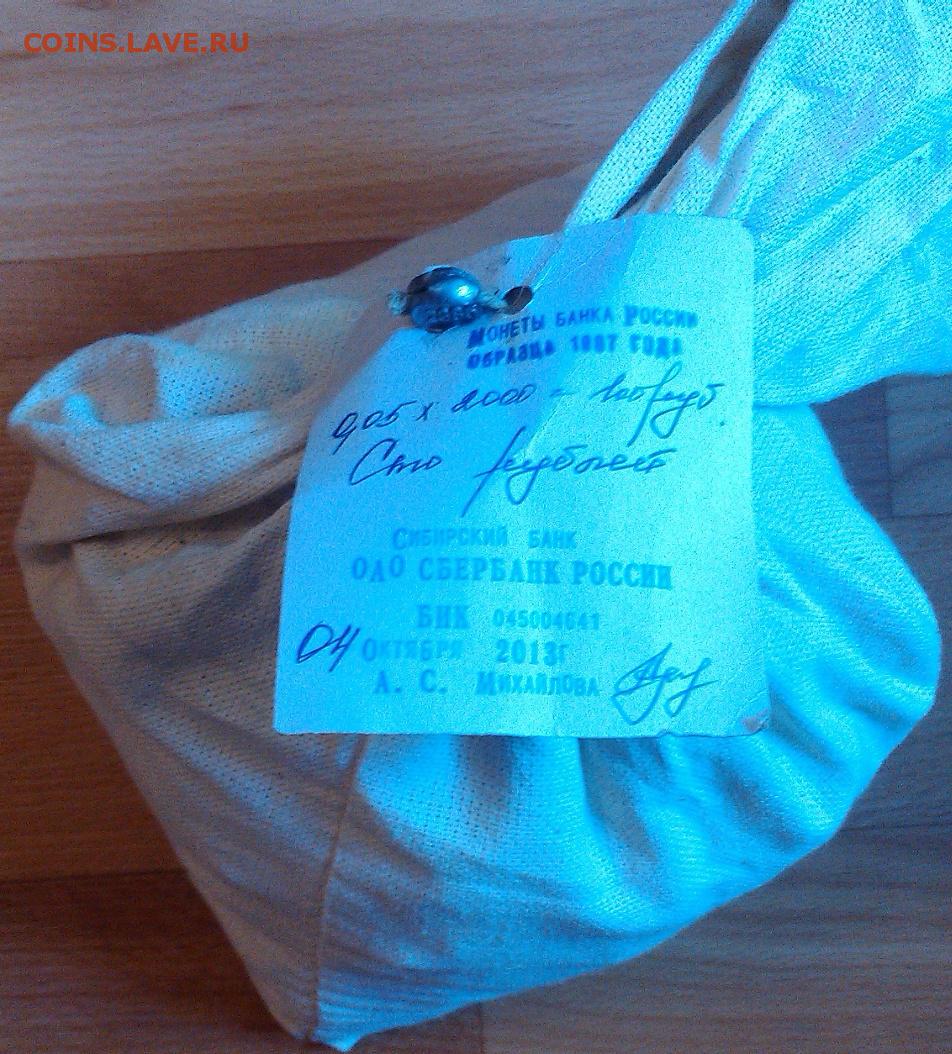 COINS.LAVE.RU
МОНЕТЫ БАНКА РОССИИ
ОБРАЗЦА 1997 ГОДА
0,05 х 2000 = 100 руб.
Сто рублей
СИБИРСКИЙ БАНК
ОАО СБЕРБАНК РОССИИ
БИК 045004641
04 ОКТЯБРЯ 2013г
А. С. МИХАЙЛОВА